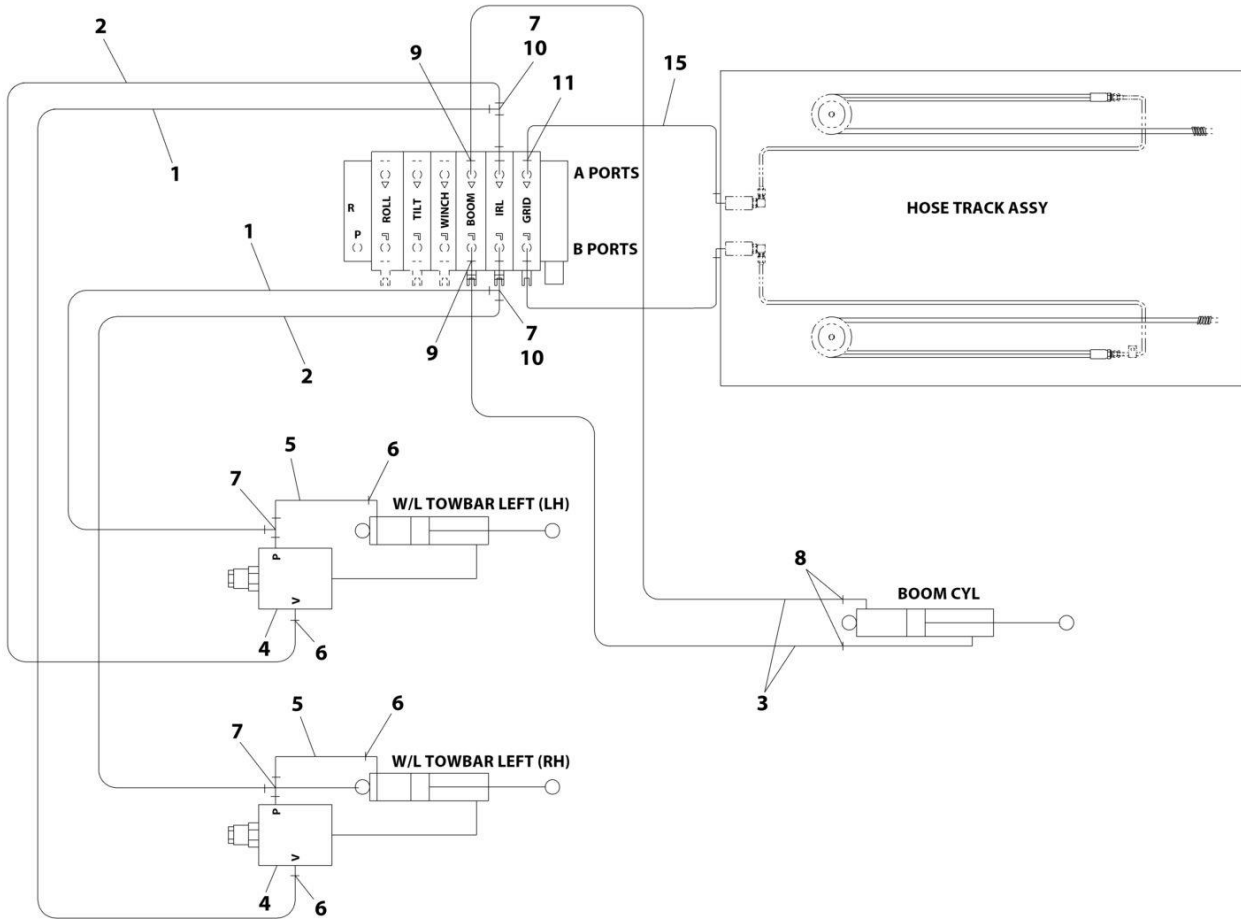 2
7
10
9
15
11
1
A PORTS
R
P
ROLL
TILT
WINCH
BOOM
IRL
GRID
HOSE TRACK ASSY
B PORTS
1
2
9
7
10
5
6
7
W/L TOWBAR LEFT (LH)
P
V
4
6
8
BOOM CYL
3
5
6
7
W/L TOWBAR LEFT (RH)
P
V
4
6